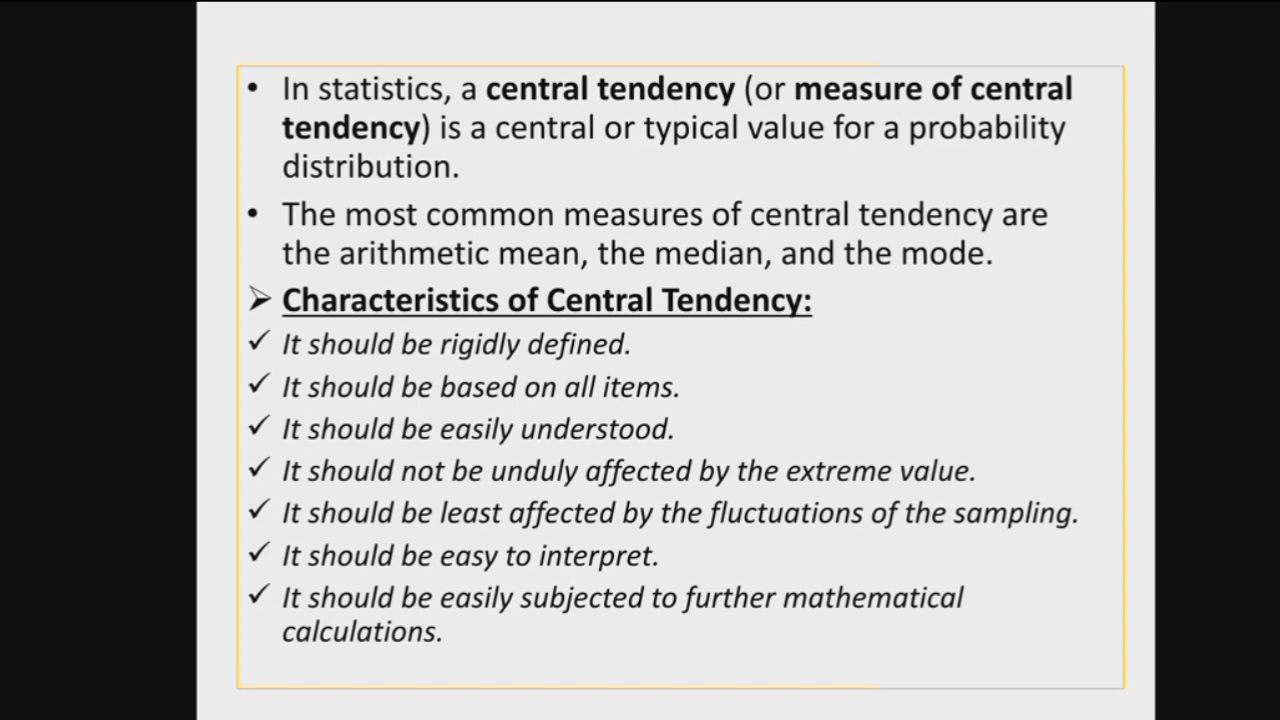 • In statistics, a central tendency (or measure of central
tendency) is a central or typical value for a probability
distribution.
• The most common measures of central tendency are
the arithmetic mean, the median, and the mode.
➢ Characteristics of Central Tendency:
✓ It should be rigidly defined.
✓ It should be based on all items.
✓ It should be easily understood.
✓ It should not be unduly affected by the extreme value.
✓ It should be least affected by the fluctuations of the sampling.
✓ It should be easy to interpret.
✓ It should be easily subjected to further mathematical
calculations.